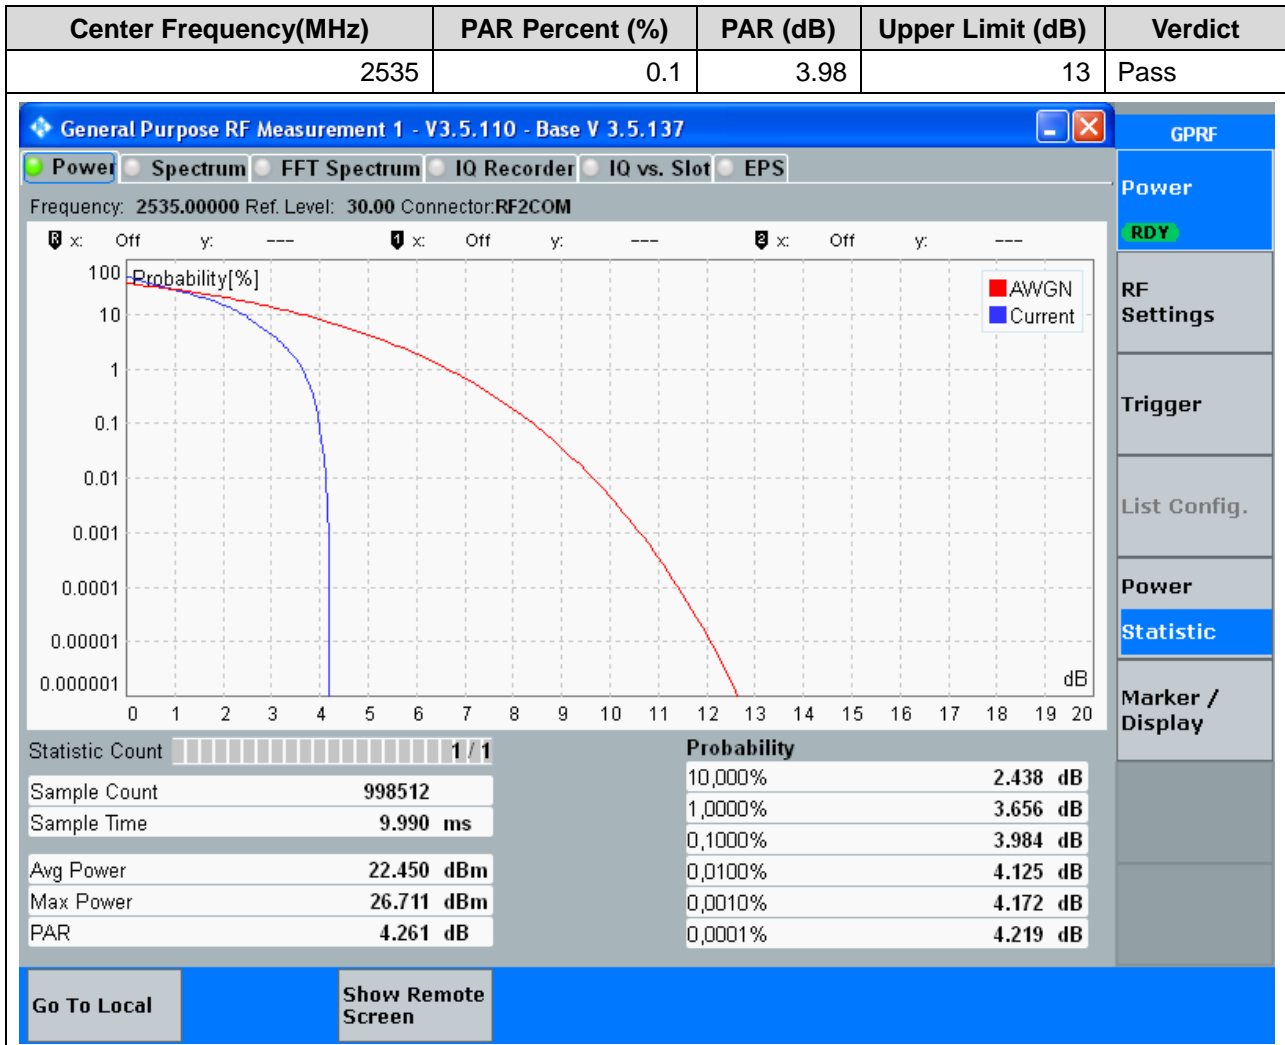 Center Frequency(MHz) PAR Percent (%) PAR (dB) Upper Limit (dB) Verdict
2535 0.1 3.98 13 Pass
General Purpose RF Measurement 1 - V3.5.110 - Base V 3.5.137
GPRF
Power Spectrum FFT Spectrum IQ Recorder IQ vs. Slot EPS
Frequency: 2535.00000 Ref. Level: 30.00 Connector:RF2COM
R x: Off y: --- 1 x: Off y: --- 2 x: Off y: ---
Probability[%]
100
10
1
0.1
0.01
0.001
0.0001
0.00001
0.000001
AWGN
Current
dB
0 1 2 3 4 5 6 7 8 9 10 11 12 13 14 15 16 17 18 19 20
Statistic Count 1 / 1
Sample Count 998512
Sample Time 9.990 ms
Avg Power 22.450 dBm
Max Power 26.711 dBm
PAR 4.261 dB
Probability
10,000% 2.438 dB
1,0000% 3.656 dB
0,1000% 3.984 dB
0,0100% 4.125 dB
0,0010% 4.172 dB
0,0001% 4.219 dB
Power
RDY
RF
Settings
Trigger
List Config.
Power
Statistic
Marker /
Display
Go To Local
Show Remote
Screen